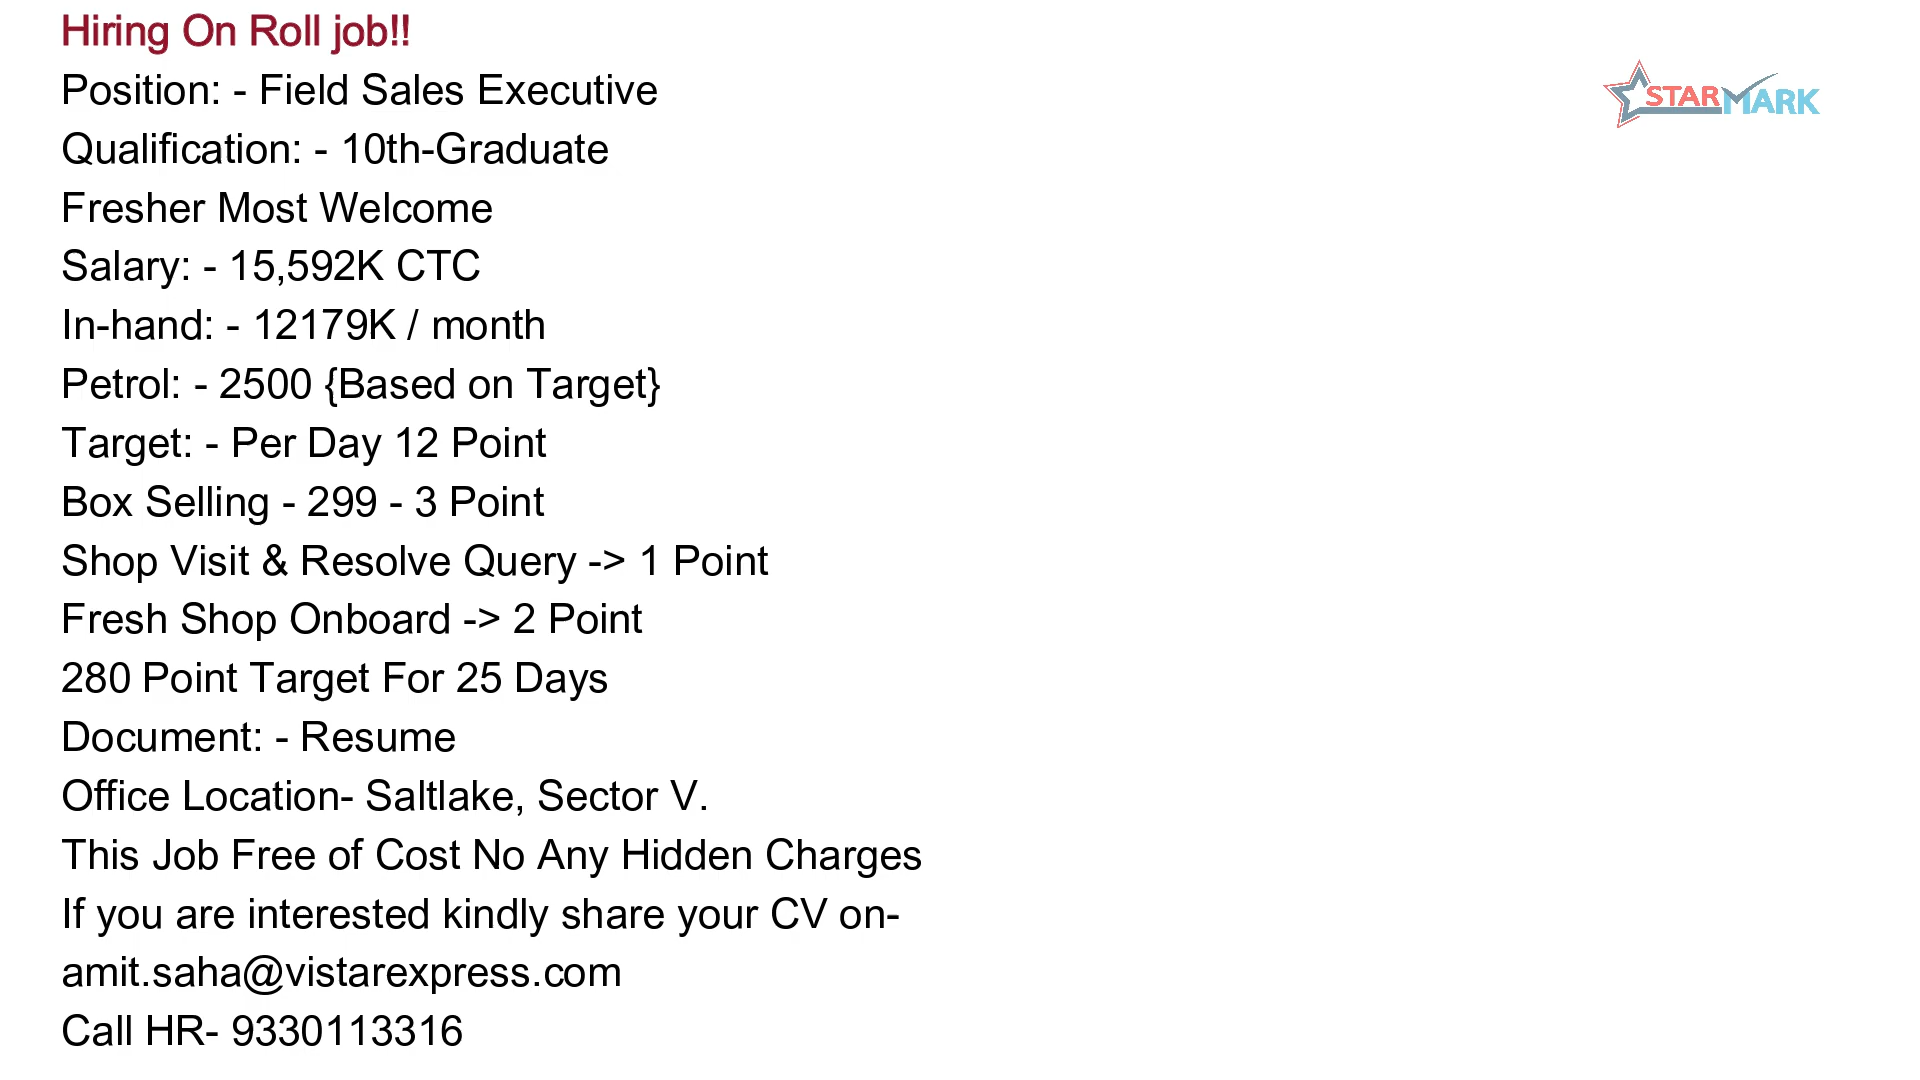 Hiring On Roll job!!
Position: - Field Sales Executive
Qualification: - 10th-Graduate
Fresher Most Welcome
Salary: - 15,592K CTC
In-hand: - 12179K / month
Petrol: - 2500 {Based on Target}
Target: - Per Day 12 Point
Box Selling - 299 - 3 Point
Shop Visit & Resolve Query -> 1 Point
Fresh Shop Onboard -> 2 Point
280 Point Target For 25 Days
Document: - Resume
Office Location- Saltlake, Sector V.
This Job Free of Cost No Any Hidden Charges
If you are interested kindly share your CV on-
amit.saha@vistarexpress.com
Call HR- 9330113316
STARMARK